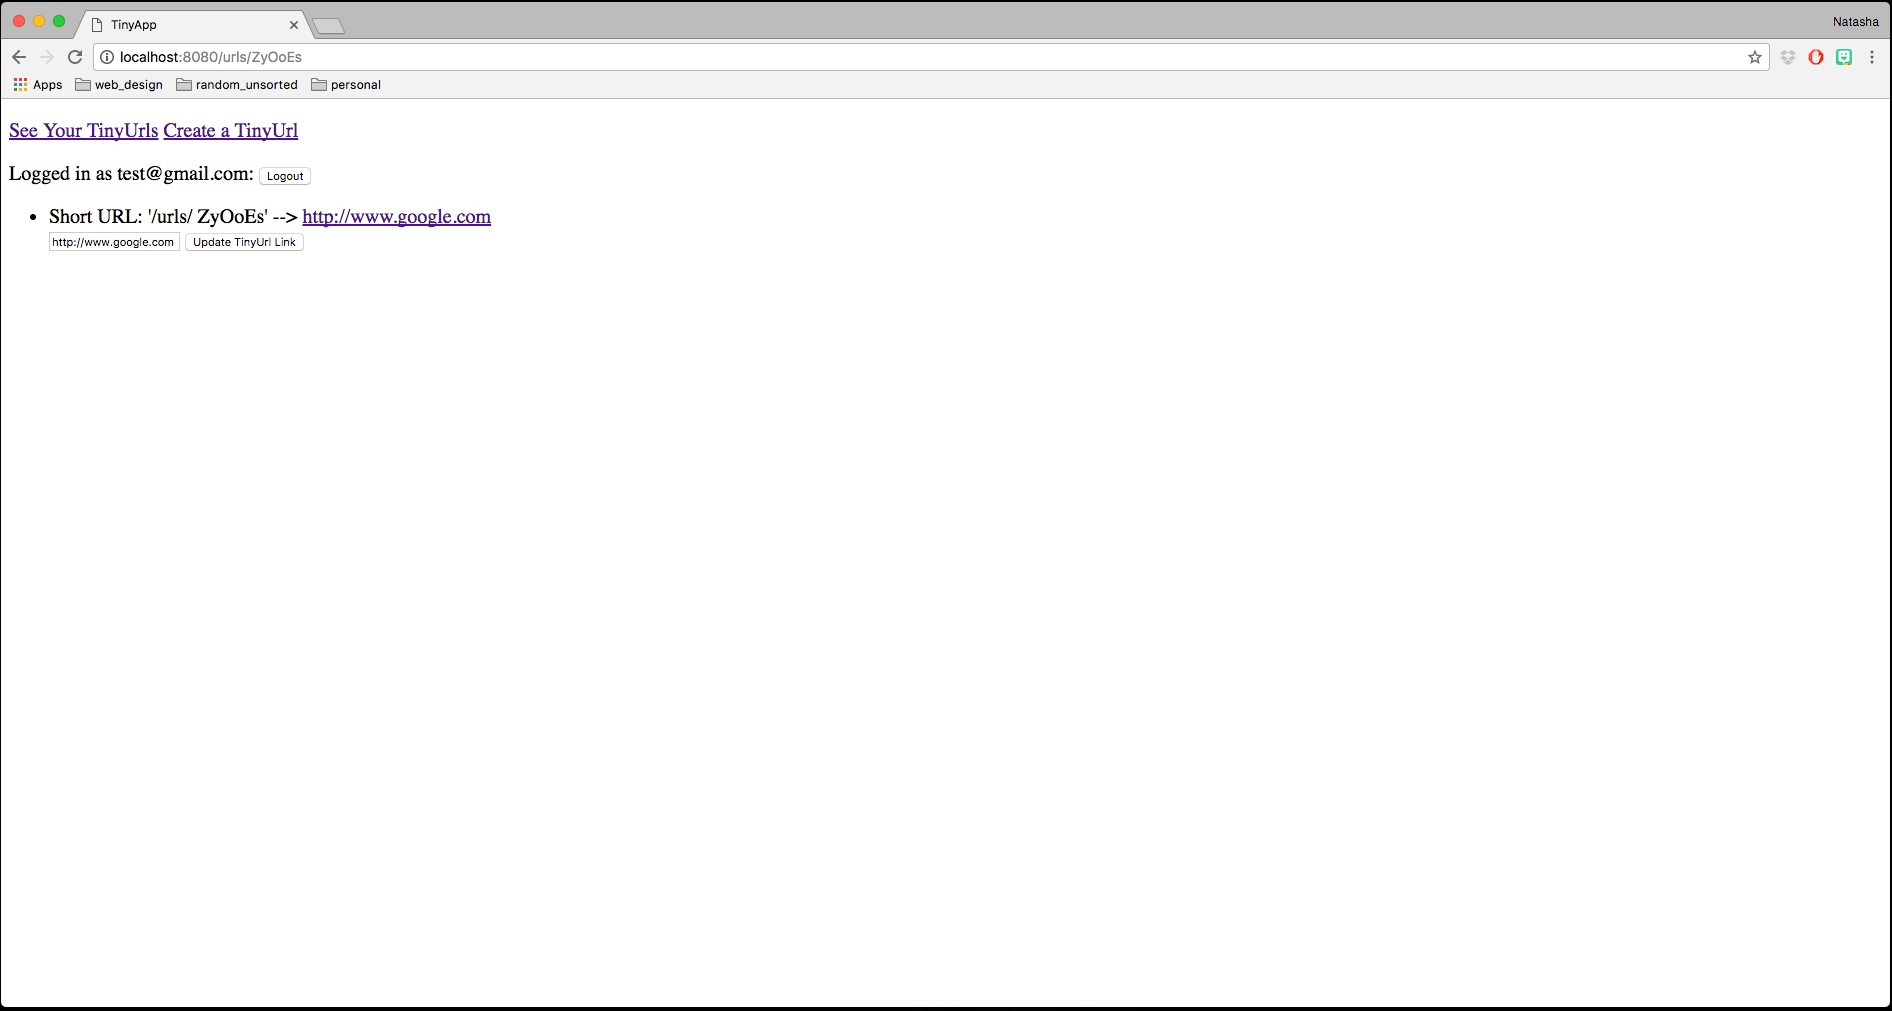 TinyApp
Natasha
localhost:8080/urls/ZyOoEs
Apps web_design random_unsorted personal
See Your TinyUrls Create a TinyUrl
Logged in as test@gmail.com: Logout
• Short URL: '/urls/ ZyOoEs' --> http://www.google.com
http://www.google.com Update TinyUrl Link